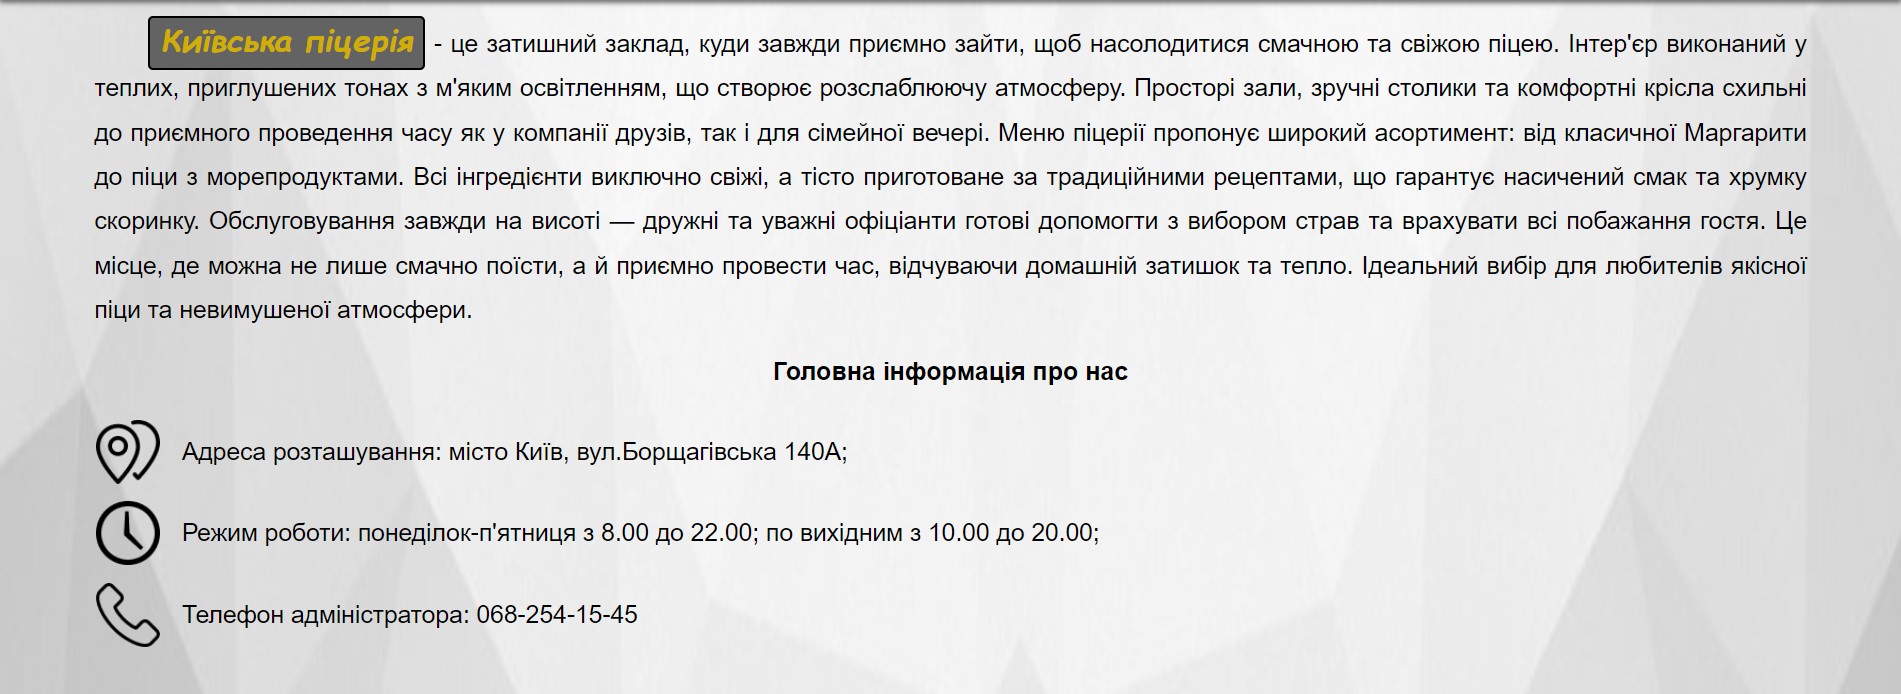 Київська піцерія - це затишний заклад, куди завжди приємно зайти, щоб насолодитися смачною та свіжою піцею. Інтер'єр виконаний у
теплих, приглушених тонах з м'яким освітленням, що створює розслаблюючу атмосферу. Просторі зали, зручні столики та комфортні крісла схильні
до приємного проведення часу як у компанії друзів, так і для сімейної вечері. Меню піцерії пропонує широкий асортимент: від класичної Маргарити
до піци з морепродуктами. Всі інгредієнти виключно свіжі, а тісто приготоване за традиційними рецептами, що гарантує насичений смак та хрумку
скоринку. Обслуговування завжди на висоті — дружні та уважні офіціанти готові допомогти з вибором страв та врахувати всі побажання гостя. Це
місце, де можна не лише смачно поїсти, а й приємно провести час, відчуваючи домашній затишок та тепло. Ідеальний вибір для любителів якісної
піци та невимушеної атмосфери.
Головна інформація про нас
Адреса розташування: місто Київ, вул.Борщагівська 140А;
Режим роботи: понеділок-п'ятниця з 8.00 до 22.00; по вихідним з 10.00 до 20.00;
Телефон адміністратора: 068-254-15-45